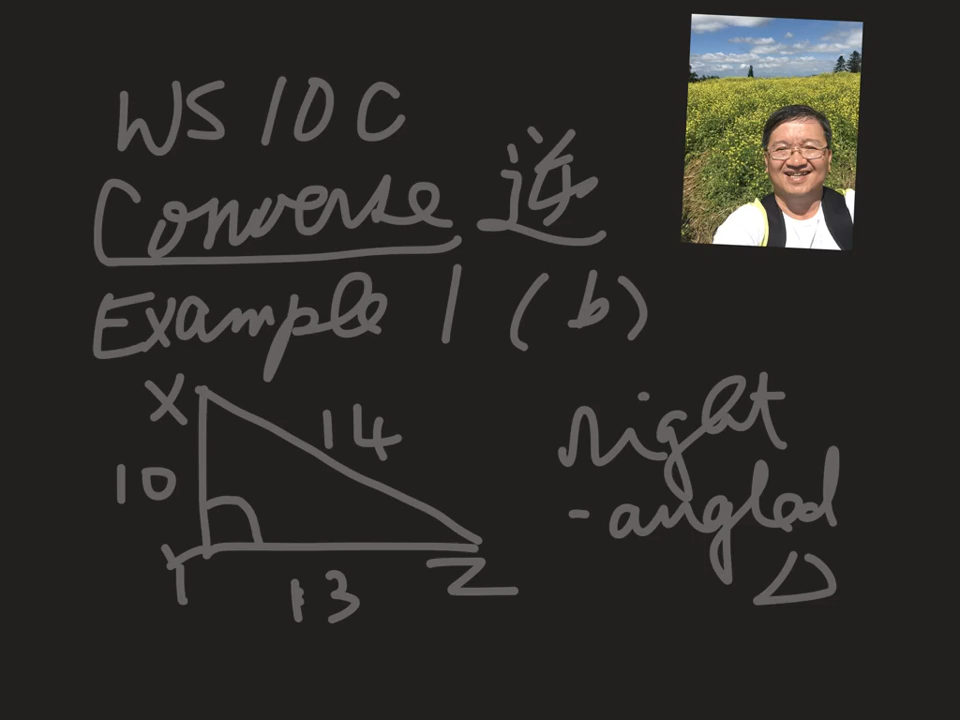 WS 10 C
Converse 逆
Example 1 (b)
X
14
10
Y
13
Z
right
-angled
Δ